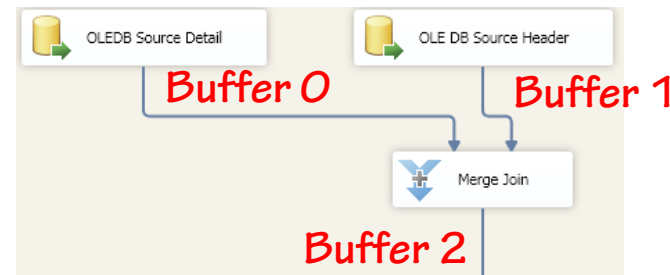 OLEDB Source Detail
OLE DB Source Header
Buffer 0
Buffer 1
Merge Join
Buffer 2